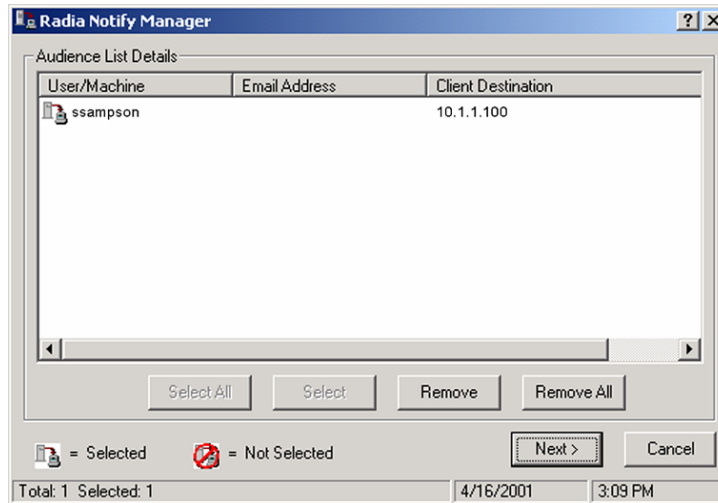 Radia Notify Manager
Audience List Details
User/Machine Email Address Client Destination
ssampson 10.1.1.100
Select All Select Remove Remove All
= Selected = Not Selected Next > Cancel
Total: 1 Selected: 1 4/16/2001 3:09 PM